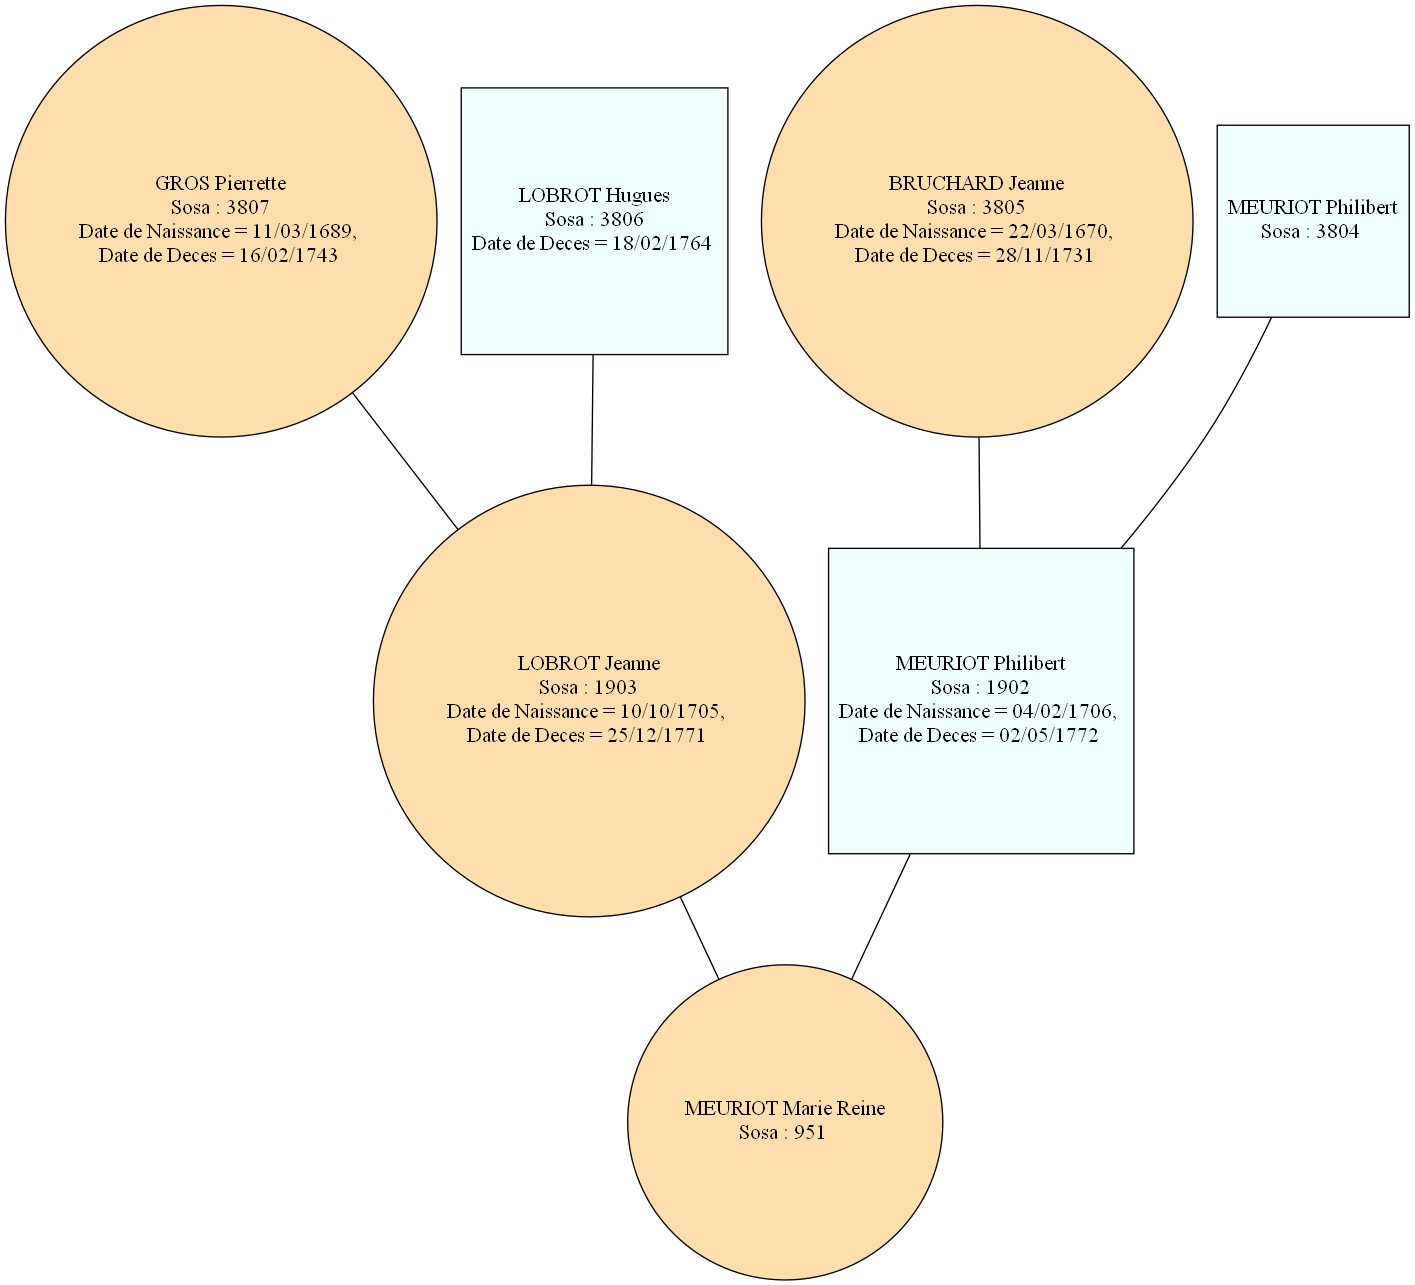 GROS Pierrette
Sosa : 3807
Date de Naissance = 11/03/1689,
Date de Deces = 16/02/1743
LOBROT Hugues
Sosa : 3806
Date de Deces = 18/02/1764
BRUCHARD Jeanne
Sosa : 3805
Date de Naissance = 22/03/1670,
Date de Deces = 28/11/1731
MEURIOT Philibert
Sosa : 3804
LOBROT Jeanne
Sosa : 1903
Date de Naissance = 10/10/1705,
Date de Deces = 25/12/1771
MEURIOT Philibert
Sosa : 1902
Date de Naissance = 04/02/1706,
Date de Deces = 02/05/1772
MEURIOT Marie Reine
Sosa : 951